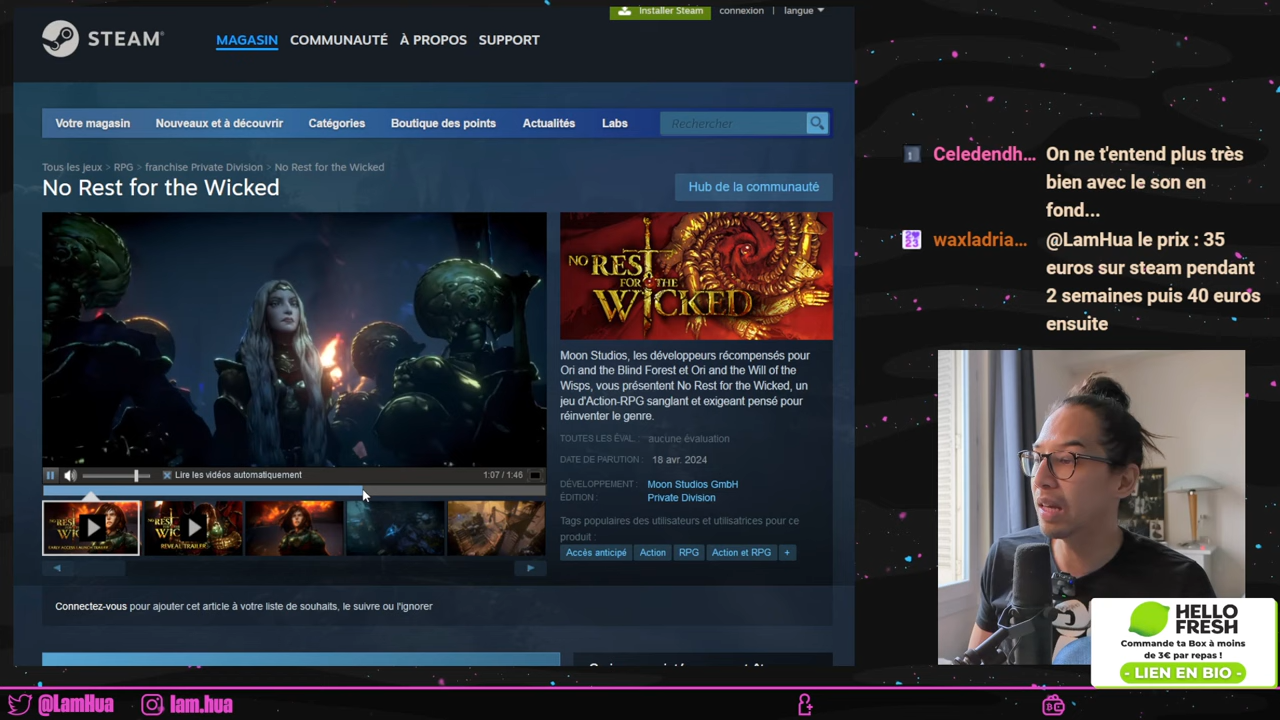 Installer Steam connexion | langue
STEAM®
MAGASIN COMMUNAUTÉ À PROPOS SUPPORT
Votre magasin Nouveaux et à découvrir Catégories Boutique des points Actualités Labs Rechercher
Tous les jeux > RPG > franchise Private Division > No Rest for the Wicked
No Rest for the Wicked
Hub de la communauté
NO REST
FOR THE
WICKED
Moon Studios, les développeurs récompensés pour
Ori and the Blind Forest et Ori and the Will of the
Wisps, vous présentent No Rest for the Wicked, un
jeu d'Action-RPG sanglant et exigeant pensé pour
réinventer le genre.
TOUTES LES ÉVAL. : aucune évaluation
DATE DE PARUTION : 18 avr. 2024
DÉVELOPPEMENT : Moon Studios GmbH
ÉDITION : Private Division
Tags populaires des utilisateurs et utilisatrices pour ce
produit :
Accès anticipé Action RPG Action et RPG +
Lire les vidéos automatiquement 1:07 / 1:46
REVEAL TRAILER
Connectez-vous pour ajouter cet article à votre liste de souhaits, le suivre ou l'ignorer
Celedendh... On ne t'entend plus très
bien avec le son en
fond...
waxladria... @LamHua le prix : 35
euros sur steam pendant
2 semaines puis 40 euros
ensuite
HELLO
FRESH
Commande ta Box à moins
de 3€ par repas !
- LIEN EN BIO -
@LamHua lam.hua